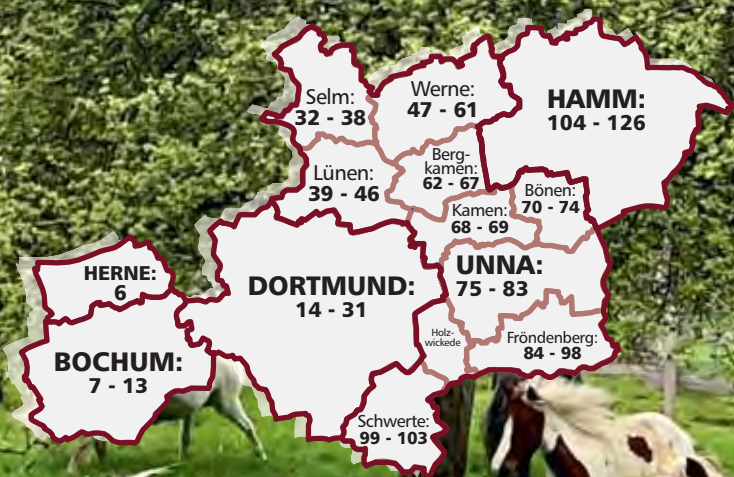 Selm:
32 - 38
Werne:
47 - 61
HAMM:
104 - 126
Lünen:
39 - 46
Berg-
kamen:
62 - 67
Bönen:
70 - 74
Kamen:
68 - 69
HERNE:
6
DORTMUND:
14 - 31
UNNA:
75 - 83
BOCHUM:
7 - 13
Holz-
wickede
Fröndenberg:
84 - 98
Schwerte:
99 - 103